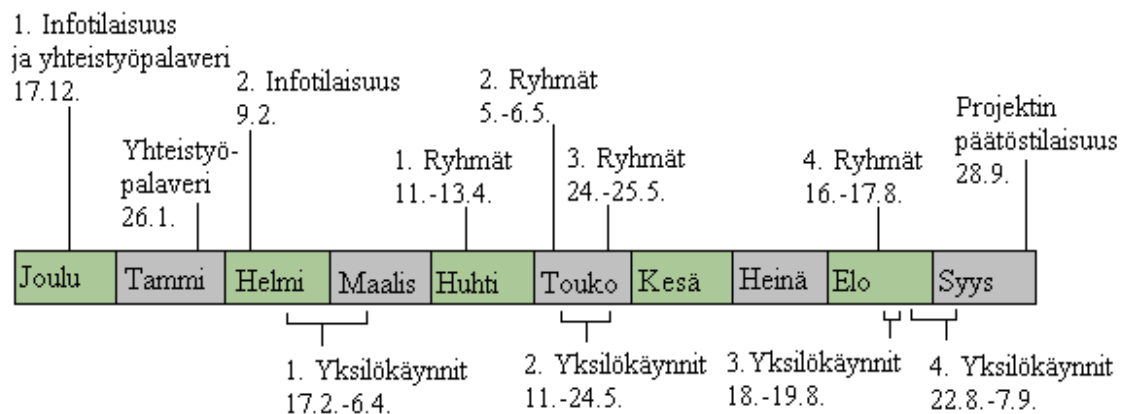 1. Infotilaisuus
ja yhteistyöpalaveri
17.12.
Yhteistyö-
palaveri
26.1.
2. Infotilaisuus
9.2.
1. Ryhmät
11.-13.4.
2. Ryhmät
5.-6.5.
3. Ryhmät
24.-25.5.
4. Ryhmät
16.-17.8.
Projektin
päätöstilaisuus
28.9.
Joulu Tammi Helmi Maalis Huhti Touko Kesä Heinä Elo Syys
1. Yksilökäynnit
17.2.-6.4.
2. Yksilökäynnit
11.-24.5.
3. Yksilökäynnit
18.-19.8.
4. Yksilökäynnit
22.8.-7.9.